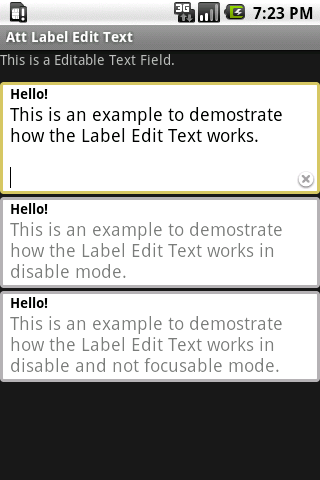 3G 7:23 PM
Att Label Edit Text
This is a Editable Text Field.
Hello!
This is an example to demostrate
how the Label Edit Text works.
Hello!
This is an example to demostrate
how the Label Edit Text works in
disable mode.
Hello!
This is an example to demostrate
how the Label Edit Text works in
disable and not focusable mode.